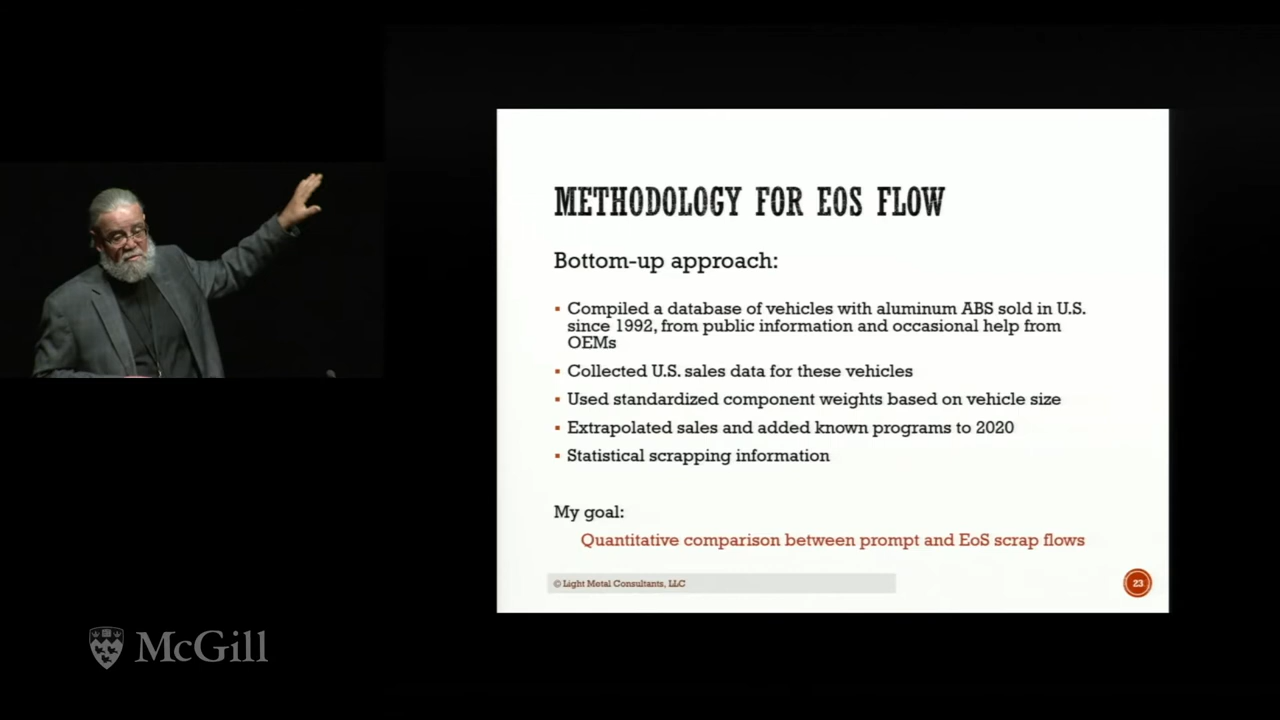 METHODOLOGY FOR EOS FLOW
Bottom-up approach:
▪ Compiled a database of vehicles with aluminum ABS sold in U.S.
since 1992, from public information and occasional help from
OEMs
▪ Collected U.S. sales data for these vehicles
▪ Used standardized component weights based on vehicle size
▪ Extrapolated sales and added known programs to 2020
▪ Statistical scrapping information
My goal:
Quantitative comparison between prompt and EoS scrap flows
© Light Metal Consultants, LLC
23
McGill